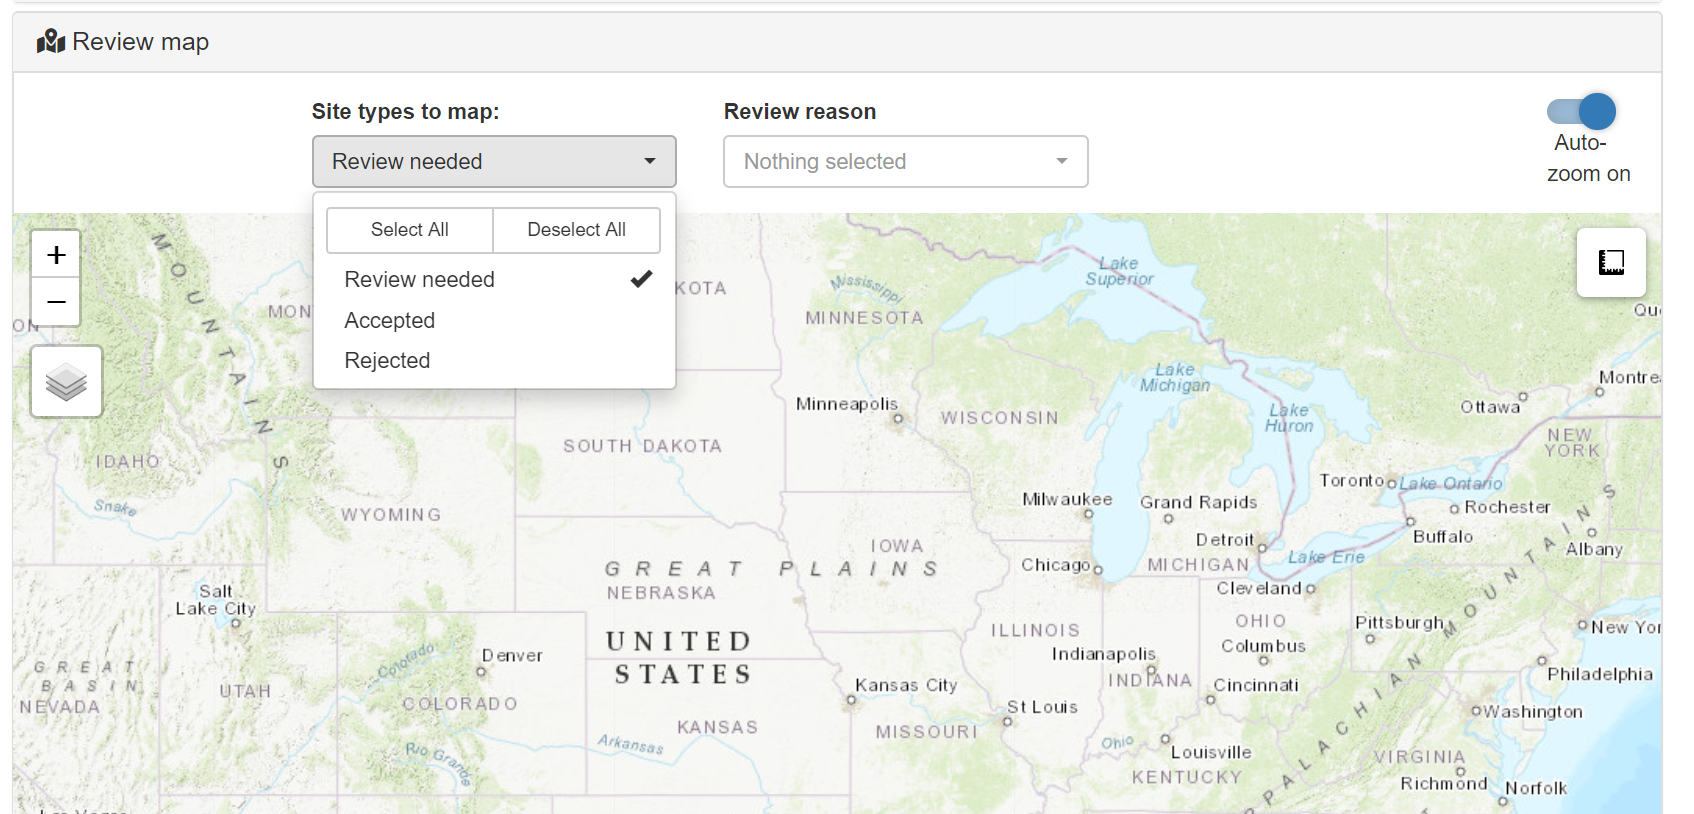 Review map
Site types to map:
Review reason
Review needed
Nothing selected
Auto-
zoom on
Select All
Deselect All
Review needed
Accepted
Rejected
+
−
MOUNTAINS
MON
KOTA
Mississippi
MINNESOTA
Lake
Superior
Qu
ON
Lake
Michigan
Montre
Minneapolis
WISCONSIN
Lake
Huron
Ottawa
NEW
YORK
SOUTH DAKOTA
IDAHO
Toronto
Lake Ontario
Milwaukee
Grand Rapids
Rochester
Snake
WYOMING
Detroit
Buffalo
Albany
IOWA
Lake Erie
GREAT PLAINS
Chicago
MICHIGAN
Cleveland
NEBRASKA
Salt
Lake City
OHIO
Pittsburgh
New Yor
UNITED
STATES
ILLINOIS
Columbus
Indianapolis
Denver
Colorado
GREAT
BASIN
NEVADA
UTAH
COLORADO
Kansas City
INDIANA
Cincinnati
Philadelphia
St Louis
Washington
KANSAS
MISSOURI
Arkansas
Rio Grande
Ohio
Louisville
VIRGINIA
KENTUCKY
Richmond
Norfolk
PPALACHIAN MOUNTAINS
Las Vegas